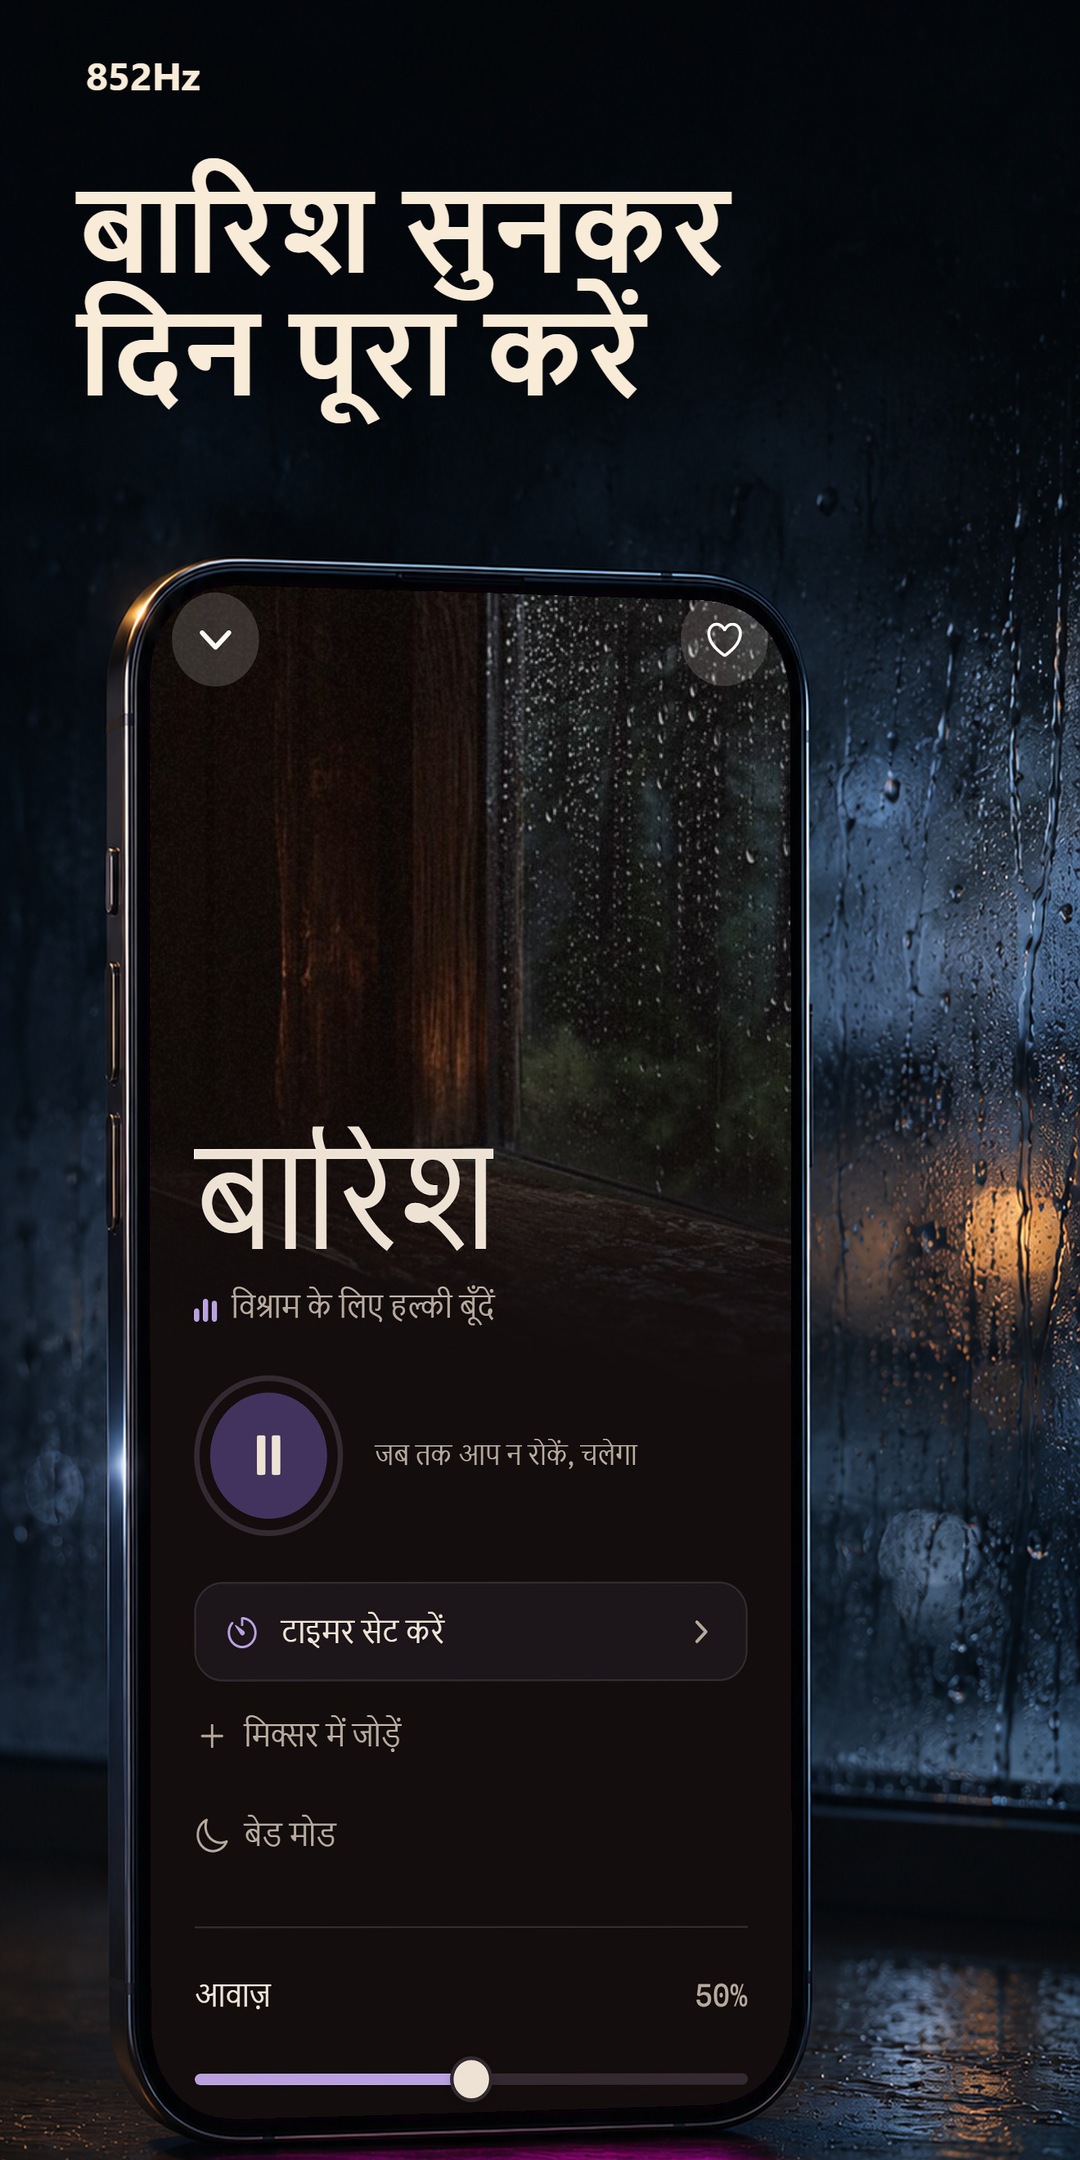 852Hz
बारिश सुनकर
दिन पूरा करें
बारिश
विश्राम के लिए हल्की बूँदें
जब तक आप न रोकें, चलेगा
टाइमर सेट करें
मिक्सर में जोड़ें
बेड मोड
आवाज़ 50%